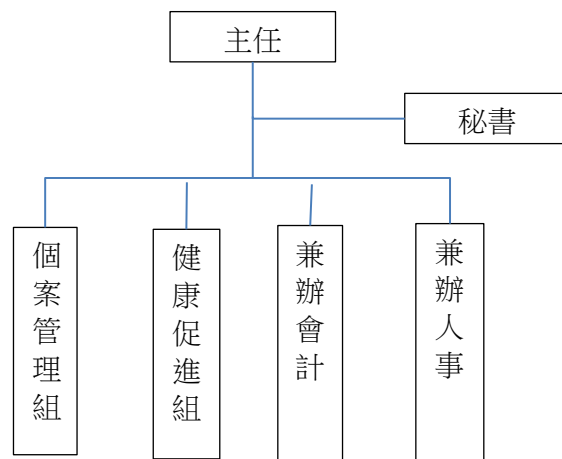 主任
秘書
個案管理組
健康促進組
兼辦會計
兼辦人事